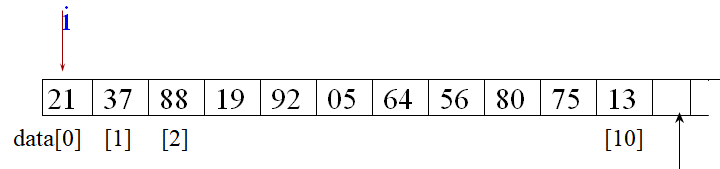 i
21 37 88 19 92 05 64 56 80 75 13
data[0] [1] [2] [10]